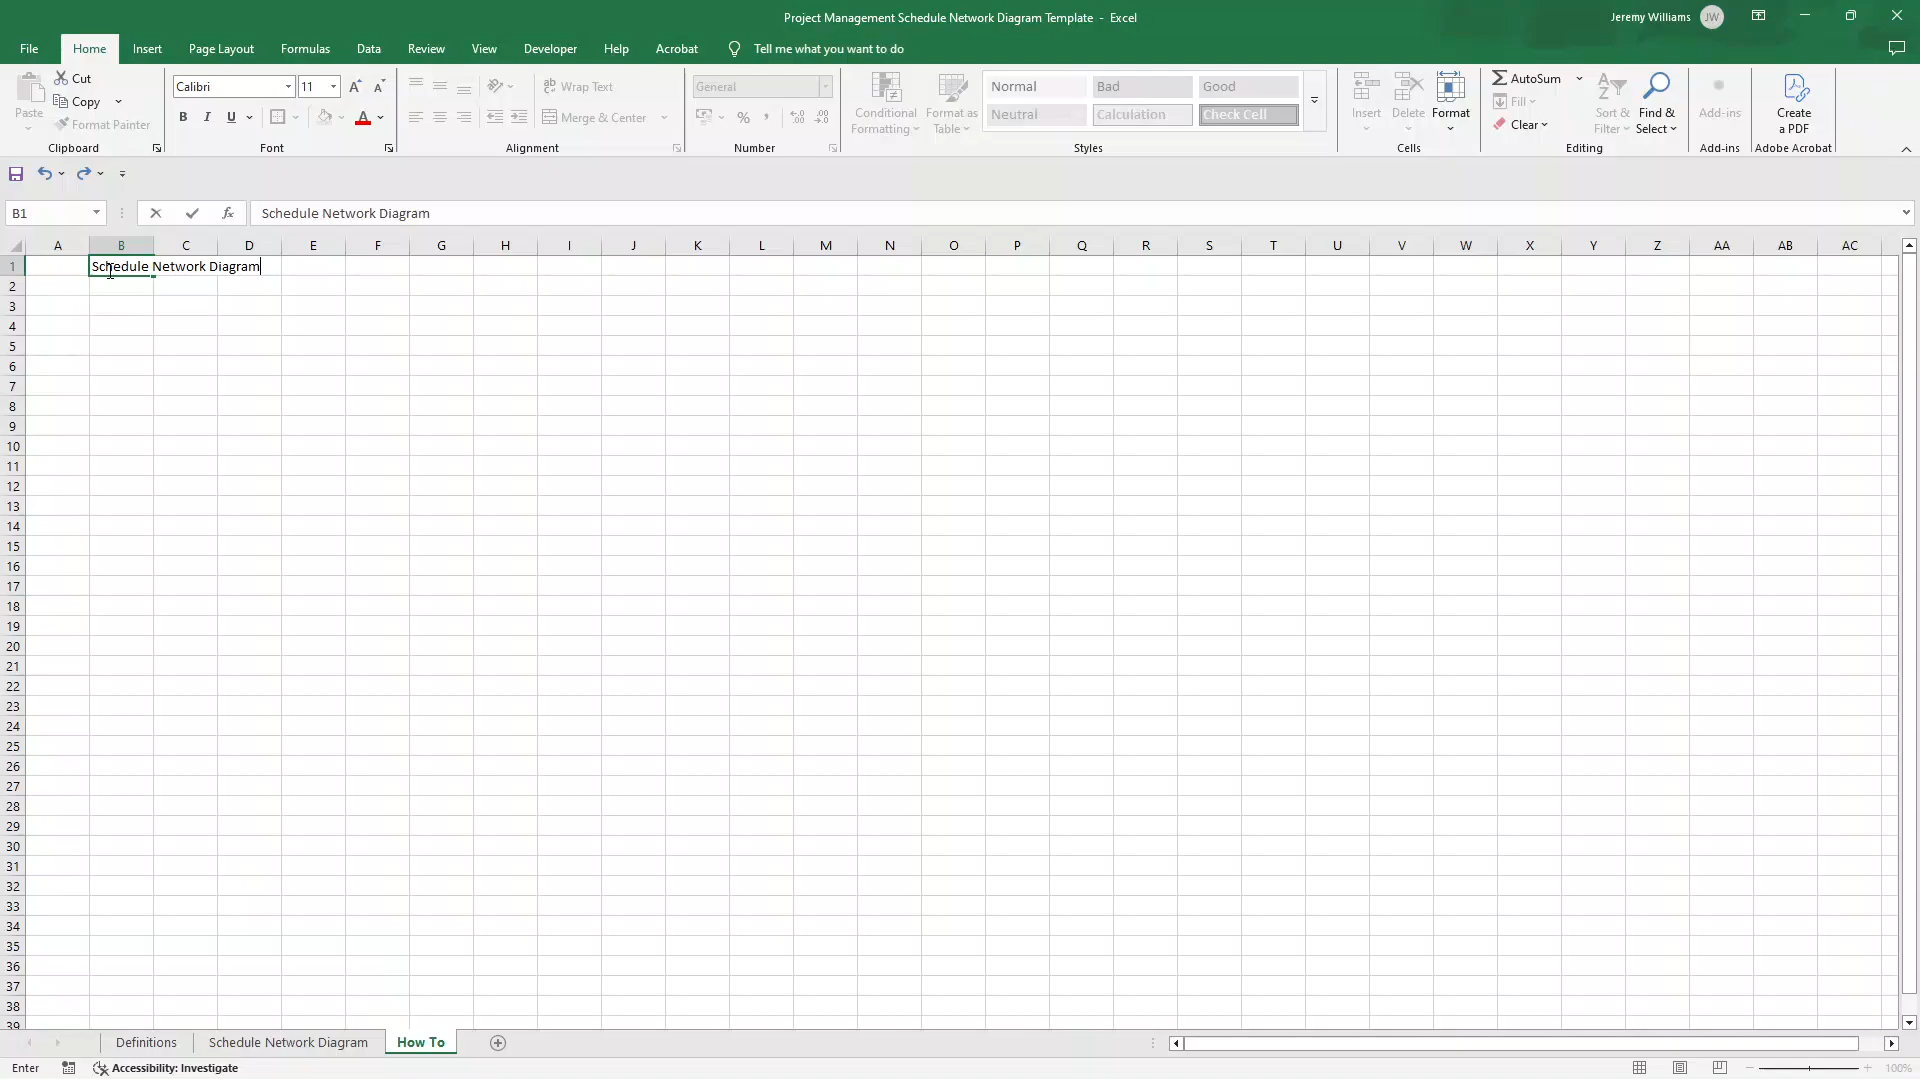 Project Management Schedule Network Diagram Template - Excel
Jeremy Williams JW
File Home Insert Page Layout Formulas Data Review View Developer Help Acrobat Tell me what you want to do
Paste
Cut
Copy
Format Painter
Clipboard
Calibri 11
B I U A
Font
Wrap Text
Merge & Center
Alignment
General
% ,
Number
Conditional Formatting
Format as Table
Normal Bad Good
Neutral Calculation Check Cell
Styles
Insert Delete Format
Cells
AutoSum
Fill
Clear
Sort & Filter
Find & Select
Editing
Add-ins
Add-ins
Create a PDF
Adobe Acrobat
B1 fx Schedule Network Diagram
A B C D E F G H I J K L M N O P Q R S T U V W X Y Z AA AB AC
1 Schedule Network Diagram
2
3
4
5
6
7
8
9
10
11
12
13
14
15
16
17
18
19
20
21
22
23
24
25
26
27
28
29
30
31
32
33
34
35
36
37
38
39
Definitions Schedule Network Diagram How To
Enter Accessibility: Investigate 100%